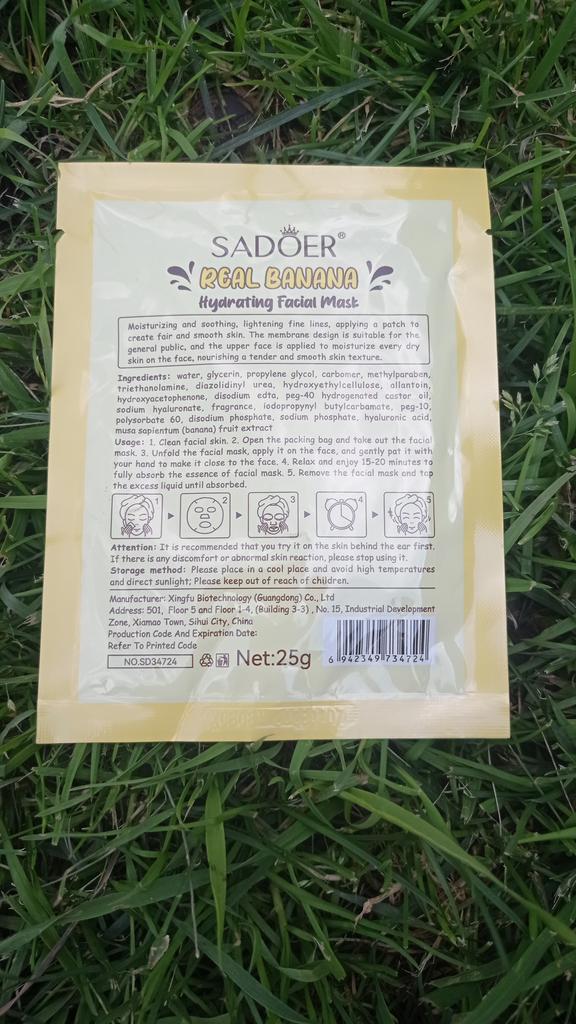 SADOER®
REAL BANANA
Hydrating Facial Mask
Moisturizing and soothing, lightening fine lines, applying a patch to
create fair and smooth skin. The membrane design is suitable for the
general public, and the upper face is applied to moisturize every dry
skin on the face, nourishing a tender and smooth skin texture.
Ingredients: water, glycerin, propylene glycol, carbomer, methylparaben,
triethanolamine, diazolidinyl urea, hydroxyethylcellulose, allantoin,
hydroxyacetophenone, disodium edta, peg-40 hydrogenated castor oil,
sodium hyaluronate, fragrance, iodopropynyl butylcarbamate, peg-10,
polysorbate 60, disodium phosphate, sodium phosphate, hyaluronic acid,
musa sapientum (banana) fruit extract
Usage: 1. Clean facial skin. 2. Open the packing bag and take out the facial
mask. 3. Unfold the facial mask, apply it on the face, and gently pat it with
your hand to make it close to the face. 4. Relax and enjoy 15-20 minutes to
fully absorb the essence of facial mask. 5. Remove the facial mask and tap
the excess liquid until absorbed.
1 2 3 4 5
Attention: It is recommended that you try it on the skin behind the ear first.
If there is any discomfort or abnormal skin reaction, please stop using it.
Storage method: Please place in a cool place and avoid high temperatures
and direct sunlight; Please keep out of reach of children.
Manufacturer: Xingfu Biotechnology (Guangdong) Co., Ltd
Address: 501, Floor 5 and Floor 1-4, (Building 3-3) , No. 15, Industrial Development
Zone, Xiamao Town, Sihui City, China
Production Code And Expiration Date:
Refer To Printed Code
NO.SD34724
Net:25g
6 942349 734724